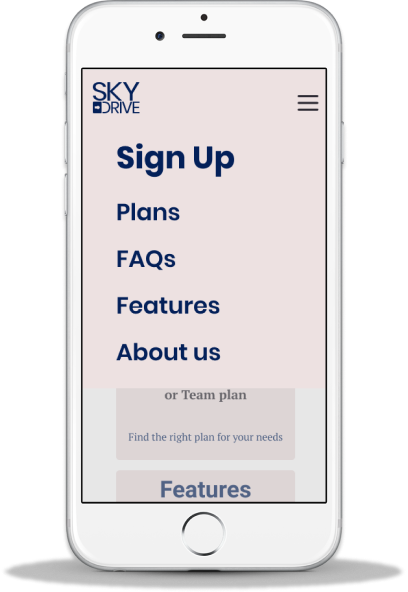 SKY
DRIVE
Sign Up
Plans
FAQs
Features
About us
or Team plan
Find the right plan for your needs
Features